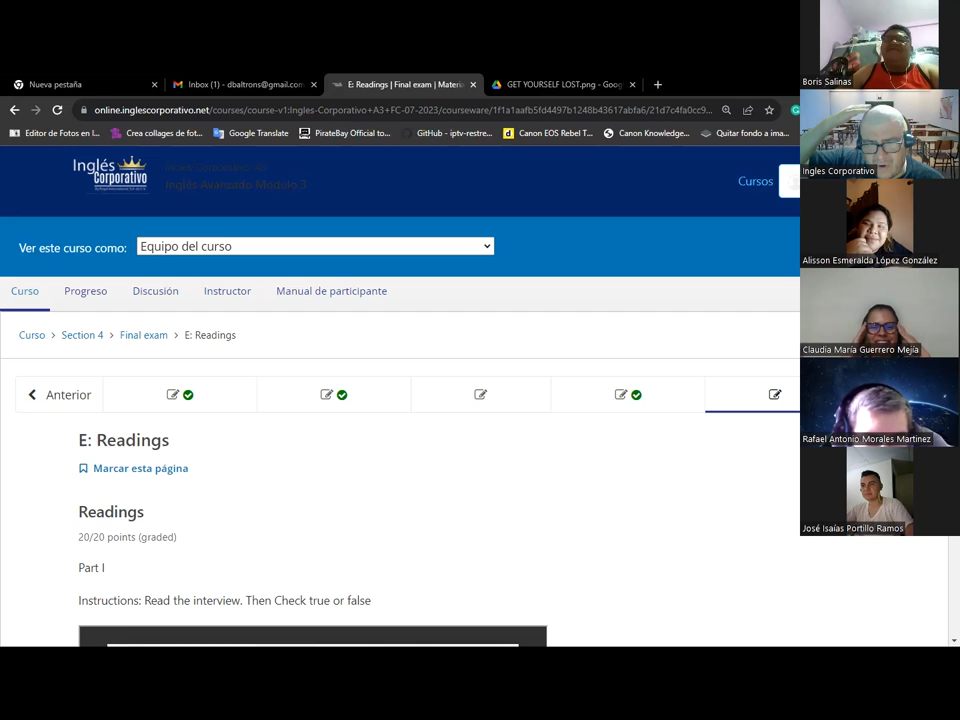 Nueva pestaña
Inbox (1) - dbaltrons@gmail.con
E: Readings | Final exam | Materia
GET YOURSELF LOST.png - Goog
online.inglescorporativo.net/courses/course-v1:Ingles-Corporativo+A3+FC-07-2023/courseware/1f1a1aafb5fd4497b1248b43617abfa6/21d7c4fa0cc9...
Editor de Fotos en l...
Crea collages de fot...
Google Translate
PirateBay Official to...
GitHub - iptv-restre...
Canon EOS Rebel T...
Canon Knowledge...
Quitar fondo a ima...
Inglés
Corporativo
Inglés Avanzado Módulo 3
Cursos
Ver este curso como:
Equipo del curso
Curso
Progreso
Discusión
Instructor
Manual de participante
Curso > Section 4 > Final exam > E: Readings
Anterior
E: Readings
Marcar esta página
Readings
20/20 points (graded)
Part I
Instructions: Read the interview. Then Check true or false
Boris Salinas
Ingles Corporativo
Alisson Esmeralda López González
Claudia María Guerrero Mejía
Rafael Antonio Morales Martinez
José Isaías Portillo Ramos